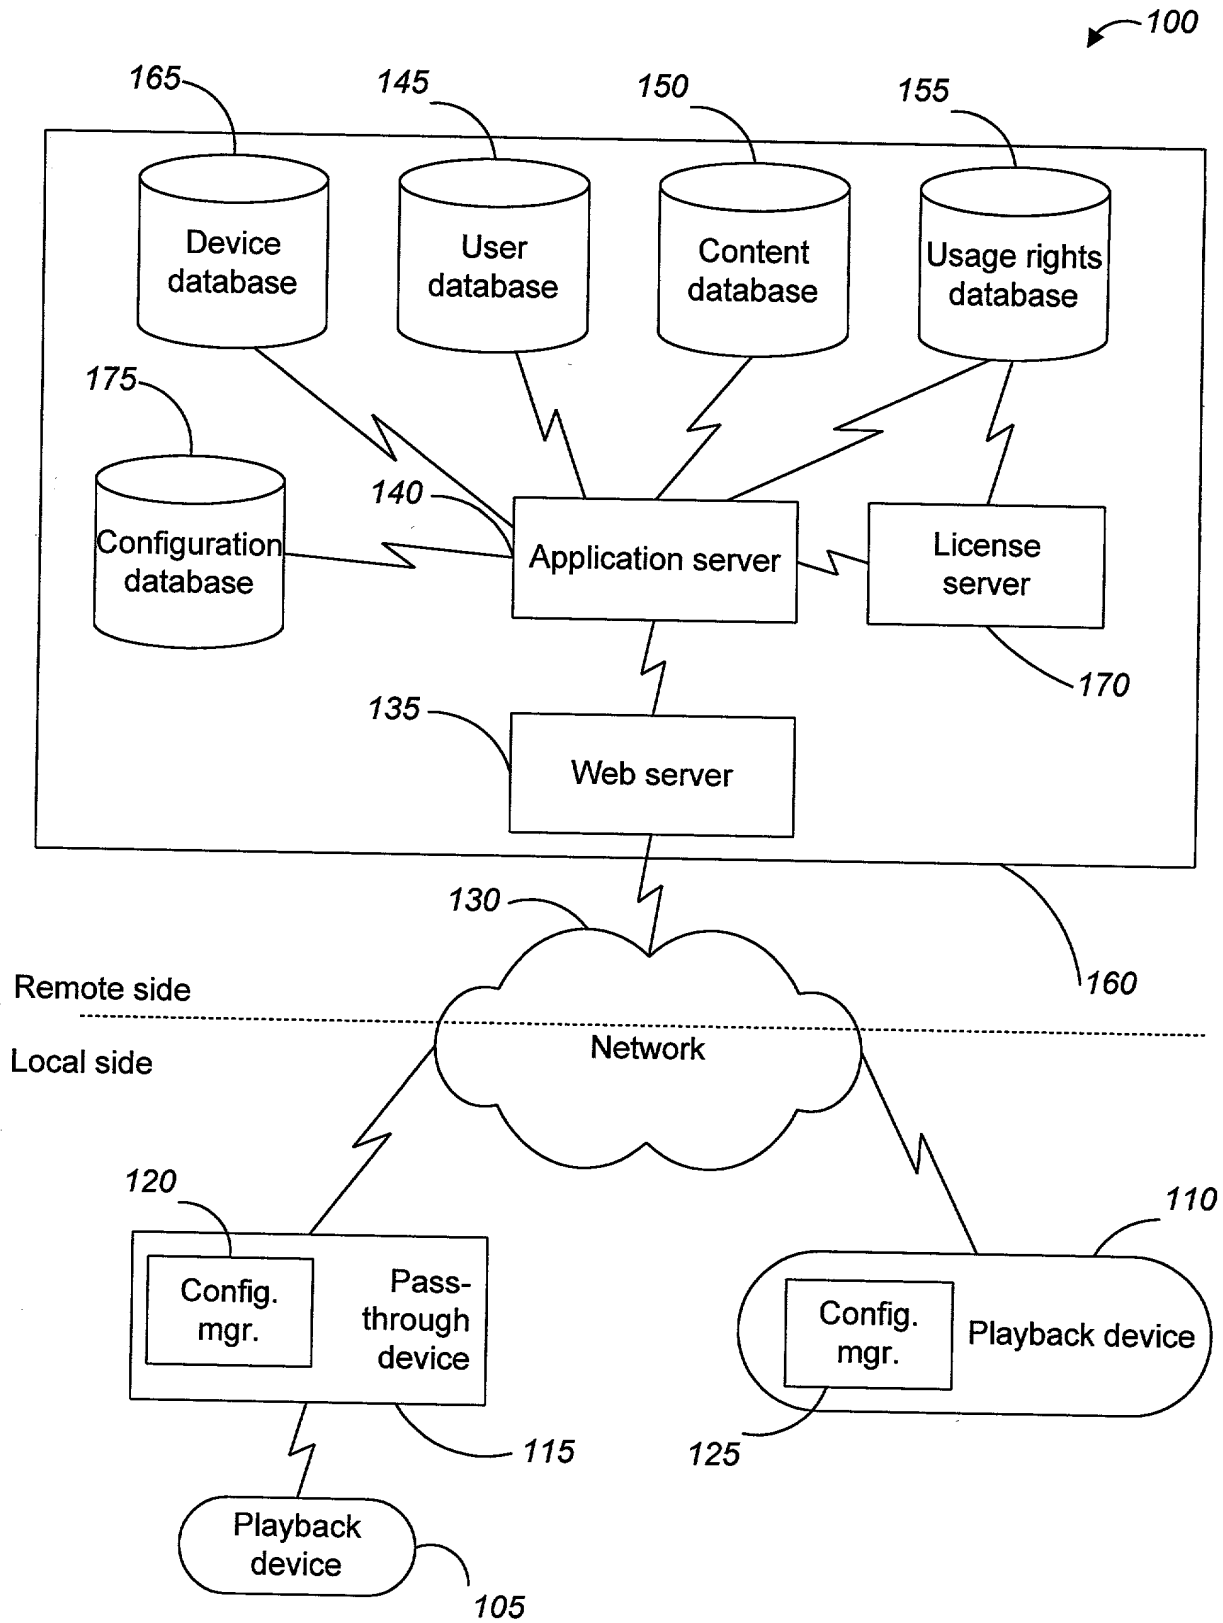 100
165
145
150
155
Device
database
User
database
Content
database
Usage rights
database
175
Configuration
database
140
Application server
License
server
170
135
Web server
130
160
Remote side
Network
Local side
120
110
Config.
mgr.
Pass-
through
device
Config.
mgr.
Playback device
115
125
Playback
device
105